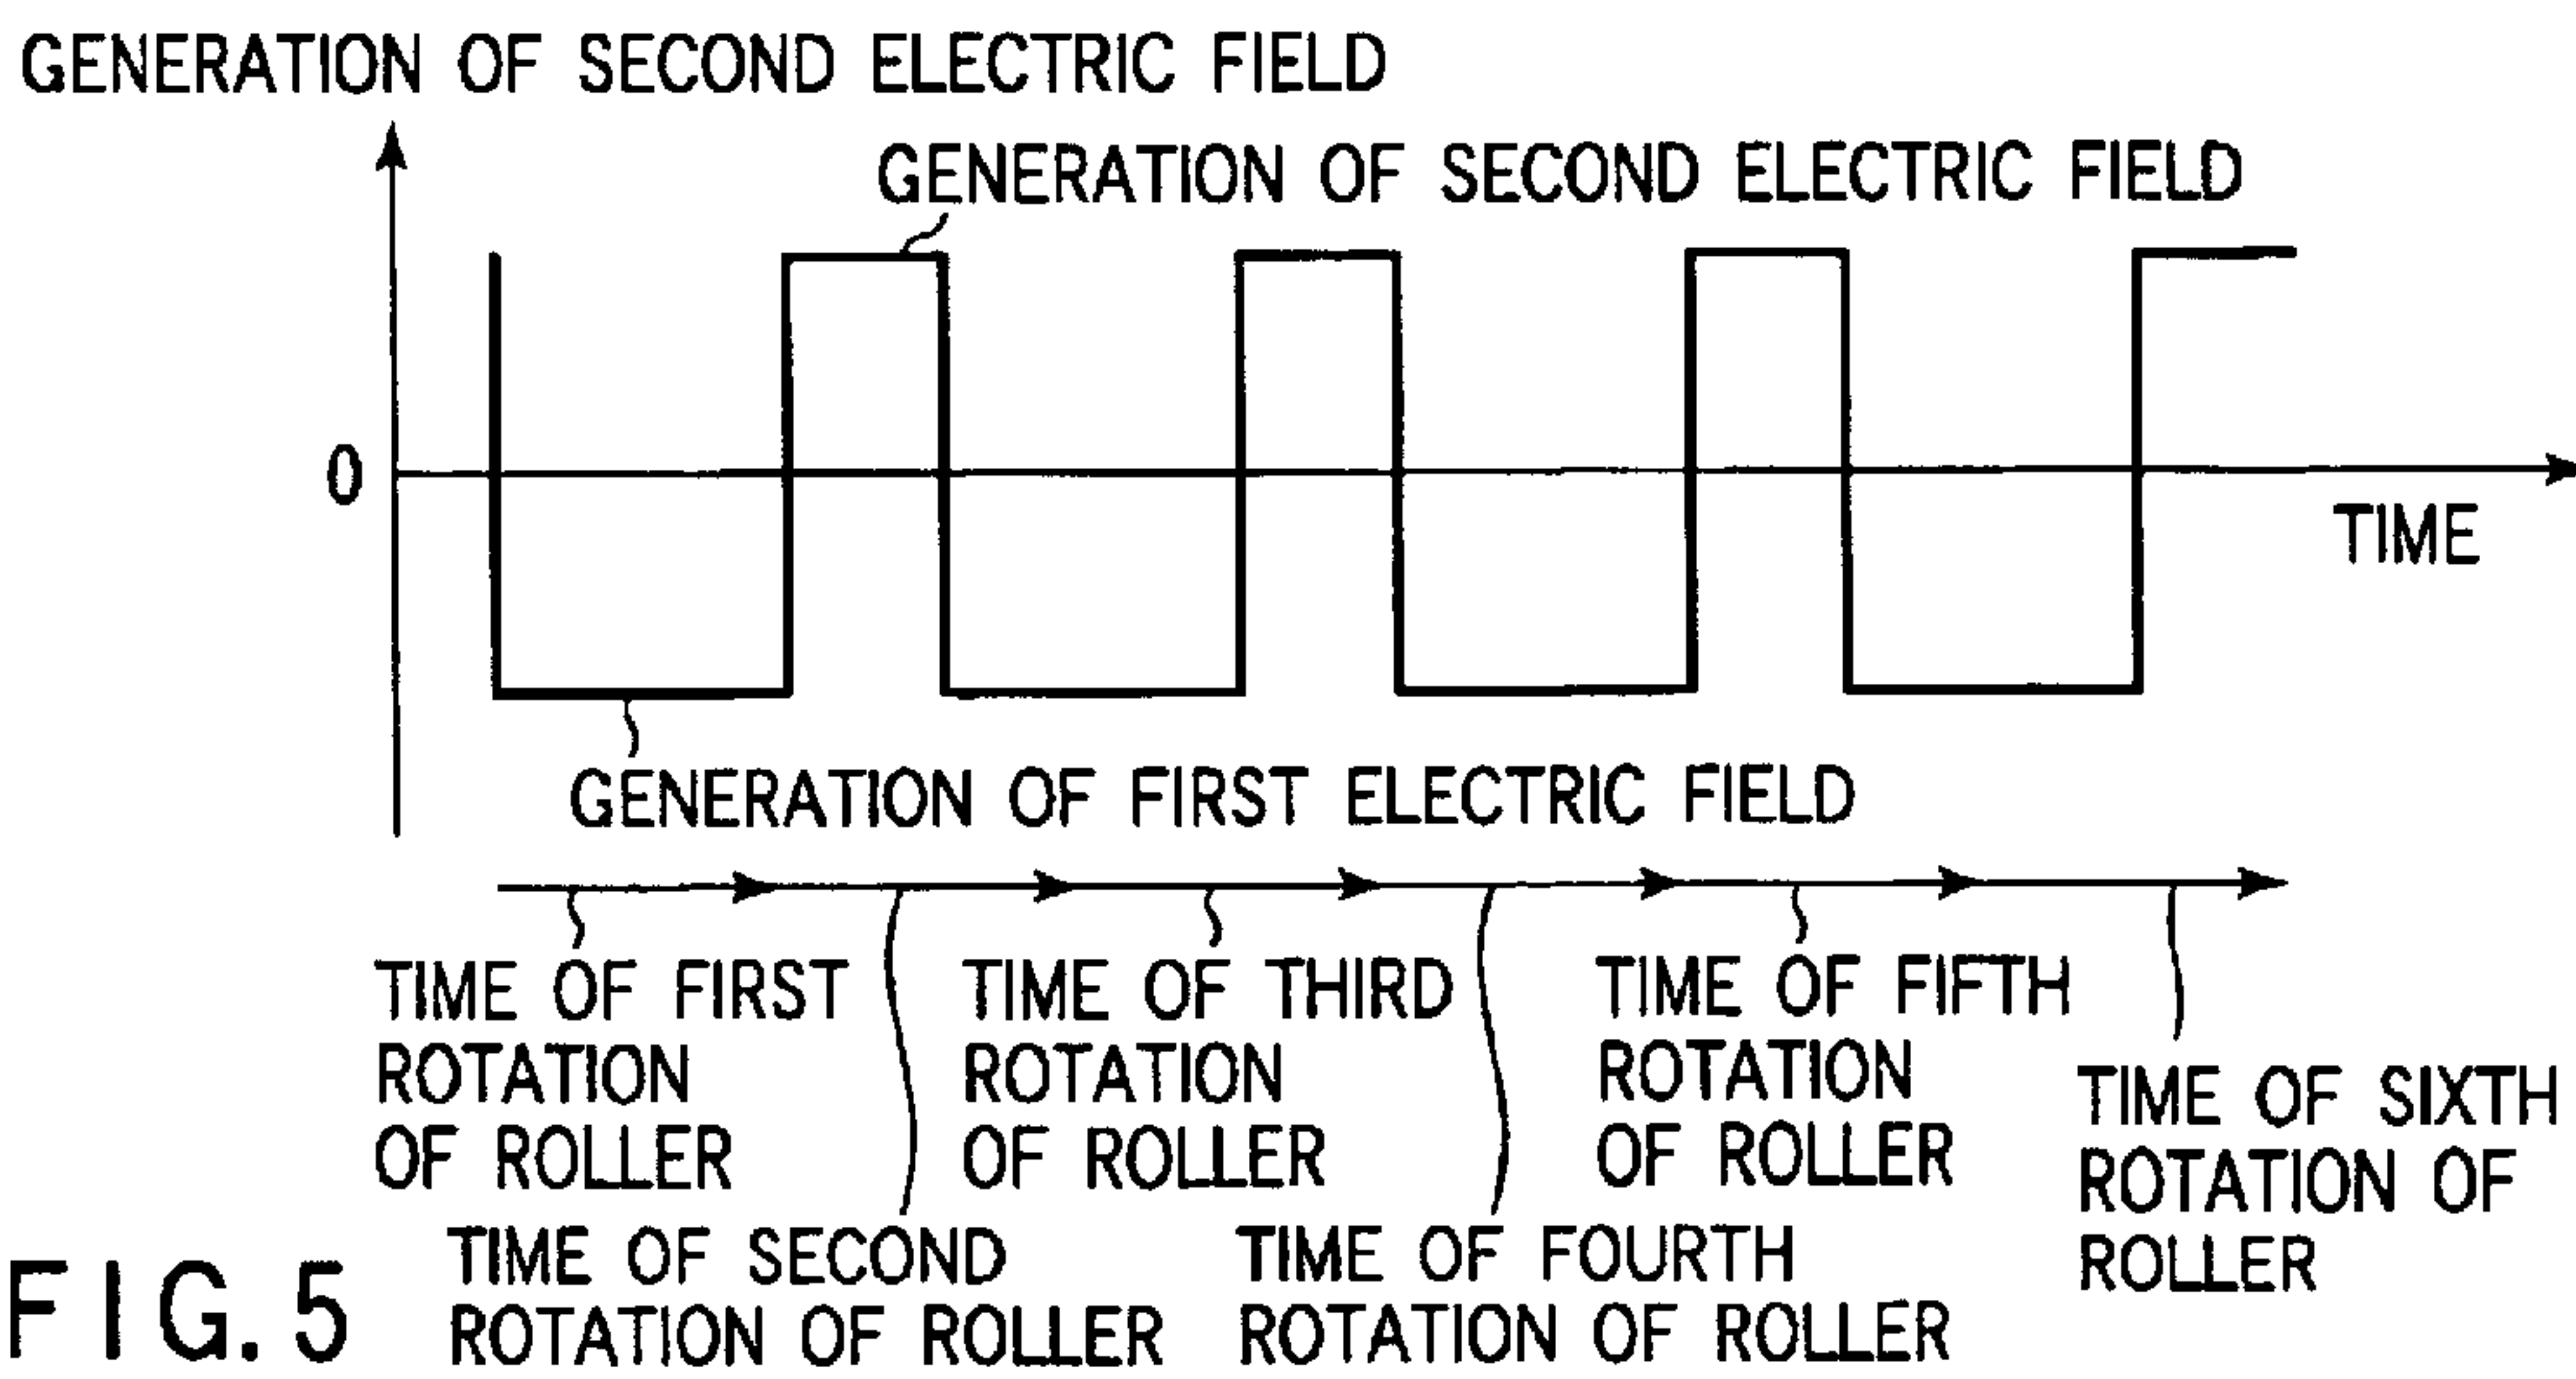 GENERATION OF SECOND ELECTRIC FIELD
GENERATION OF SECOND ELECTRIC FIELD
0
TIME
GENERATION OF FIRST ELECTRIC FIELD
TIME OF FIRST
ROTATION
OF ROLLER
TIME OF SECOND
ROTATION OF ROLLER
TIME OF THIRD
ROTATION
OF ROLLER
TIME OF FOURTH
ROTATION OF ROLLER
TIME OF FIFTH
ROTATION
OF ROLLER
TIME OF SIXTH
ROTATION OF
ROLLER
FIG. 5